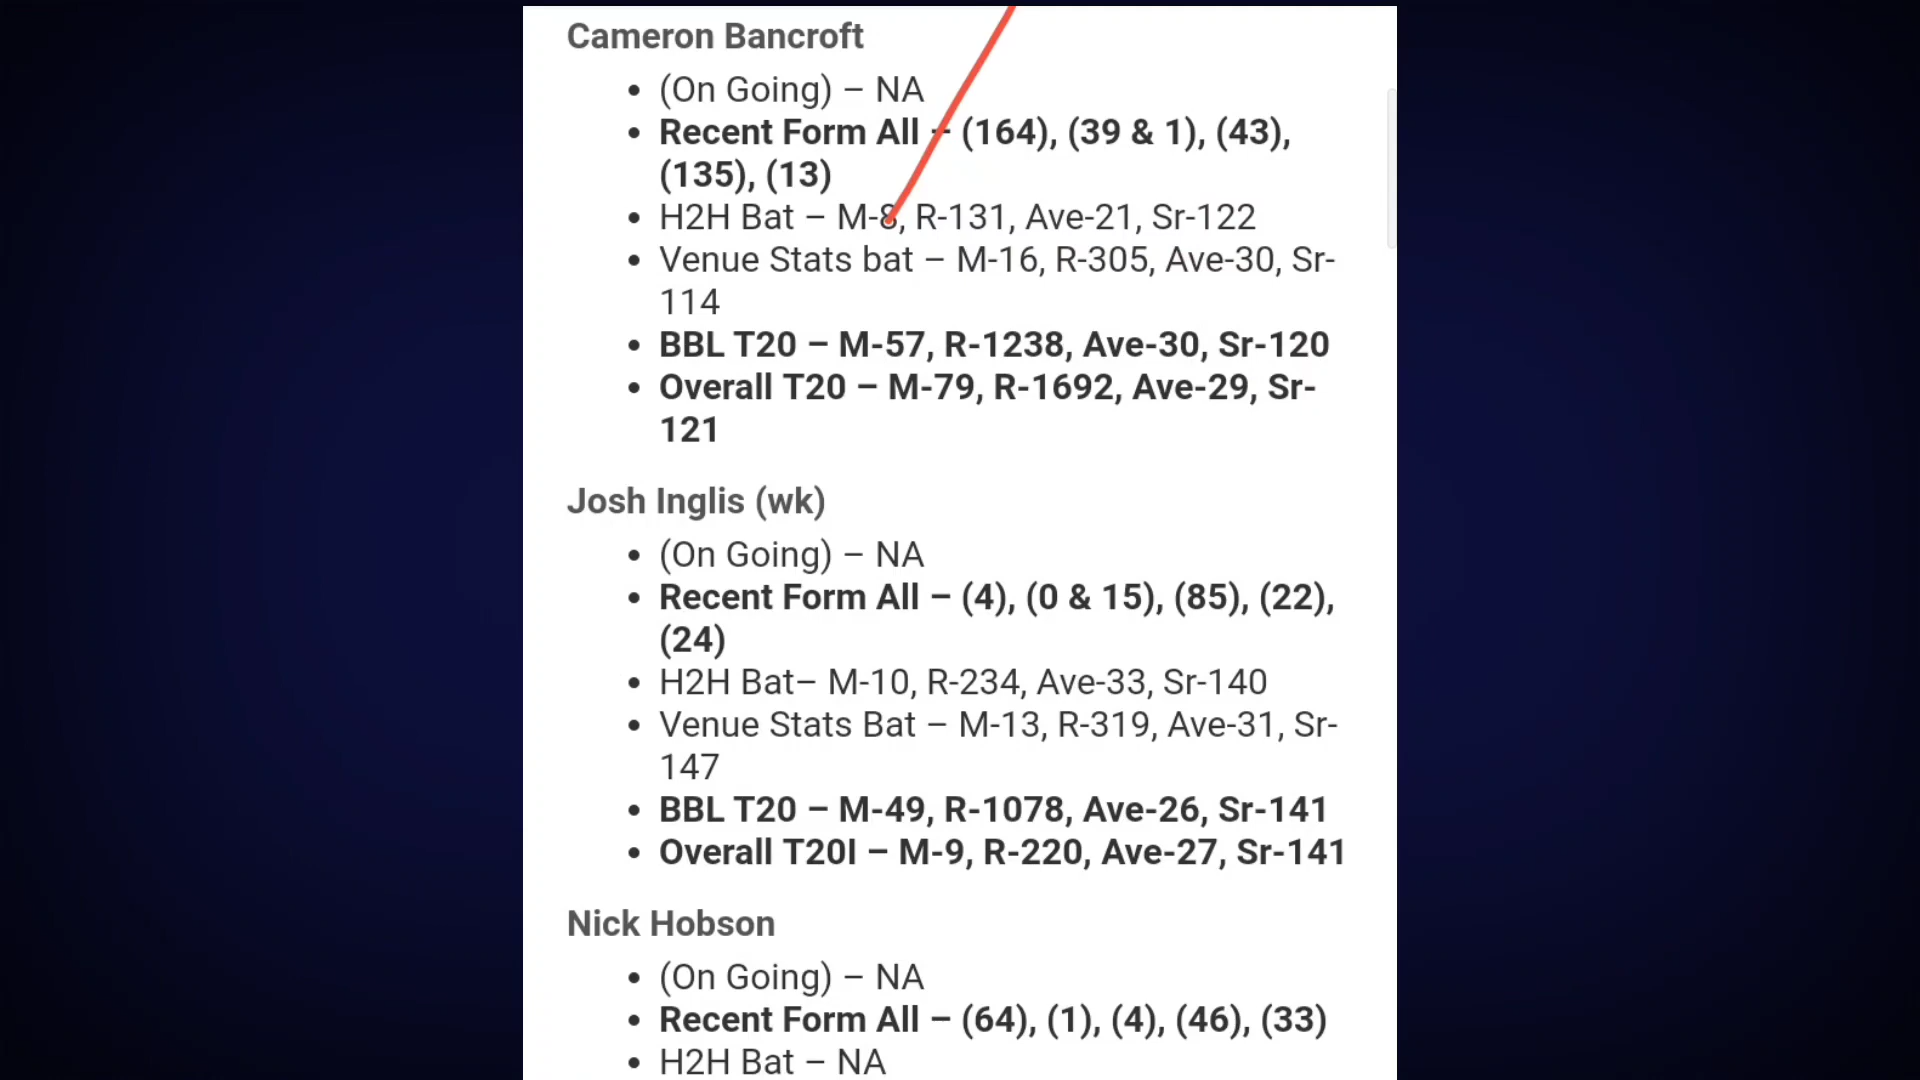 Cameron Bancroft
• (On Going) – NA
• Recent Form All – (164), (39 & 1), (43),
(135), (13)
• H2H Bat – M-8, R-131, Ave-21, Sr-122
• Venue Stats bat – M-16, R-305, Ave-30, Sr-
114
• BBL T20 – M-57, R-1238, Ave-30, Sr-120
• Overall T20 – M-79, R-1692, Ave-29, Sr-
121
Josh Inglis (wk)
• (On Going) – NA
• Recent Form All – (4), (0 & 15), (85), (22),
(24)
• H2H Bat– M-10, R-234, Ave-33, Sr-140
• Venue Stats Bat – M-13, R-319, Ave-31, Sr-
147
• BBL T20 – M-49, R-1078, Ave-26, Sr-141
• Overall T20I – M-9, R-220, Ave-27, Sr-141
Nick Hobson
• (On Going) – NA
• Recent Form All – (64), (1), (4), (46), (33)
• H2H Bat – NA